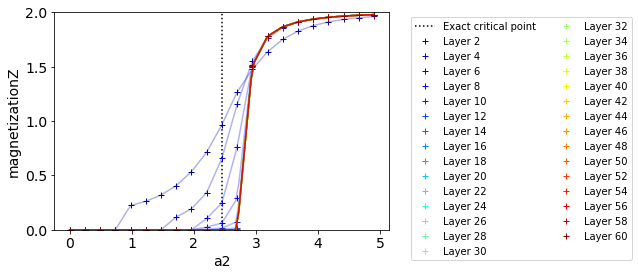 2.0
1.5
1.0
0.5
0.0
magnetizationZ
0 1 2 3 4 5
a2
Exact critical point
Layer 2
Layer 4
Layer 6
Layer 8
Layer 10
Layer 12
Layer 14
Layer 16
Layer 18
Layer 20
Layer 22
Layer 24
Layer 26
Layer 28
Layer 30
Layer 32
Layer 34
Layer 36
Layer 38
Layer 40
Layer 42
Layer 44
Layer 46
Layer 48
Layer 50
Layer 52
Layer 54
Layer 56
Layer 58
Layer 60